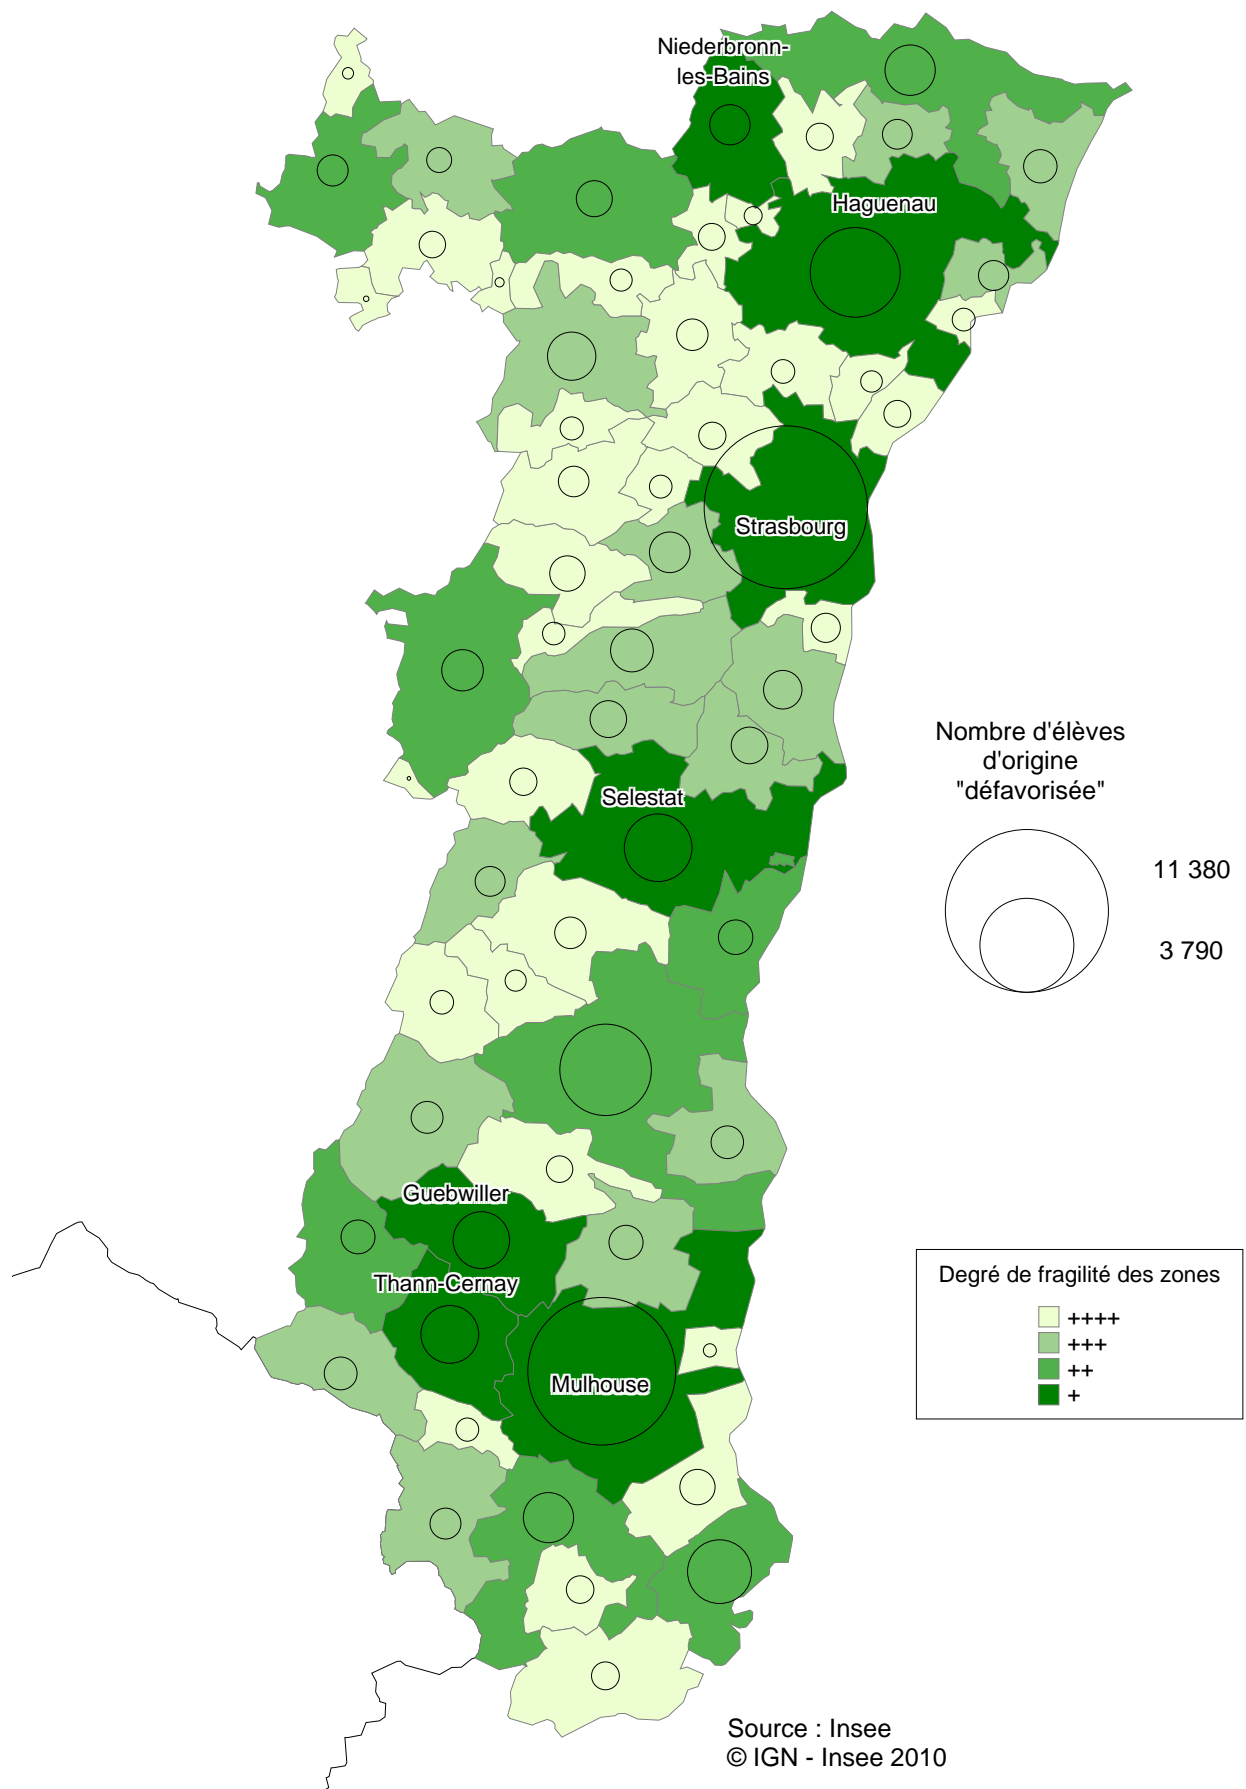 Niederbronn-
les-Bains
Haguenau
Strasbourg
Selestat
Guebwiller
Thann-Cernay
Mulhouse
Nombre d'élèves
d'origine
"défavorisée"
11 380
3 790
Degré de fragilité des zones
++++
+++
++
+
Source : Insee
© IGN - Insee 2010